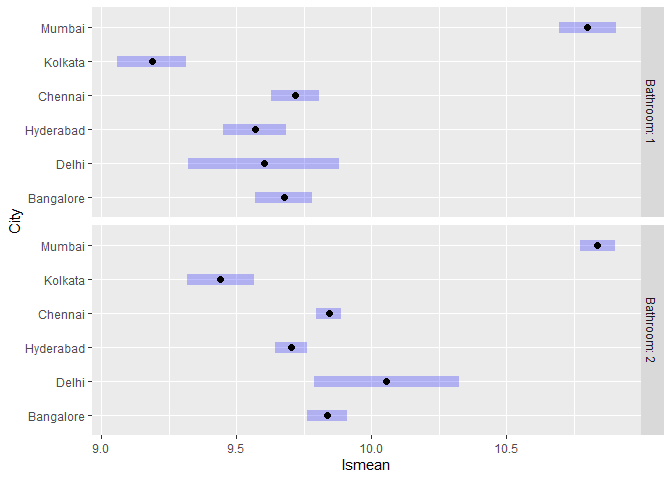 Mumbai
Kolkata
Chennai
Hyderabad
Delhi
Bangalore
Bathroom: 1
City
Mumbai
Kolkata
Chennai
Hyderabad
Delhi
Bangalore
Bathroom: 2
9.0 9.5 10.0 10.5
lsmean